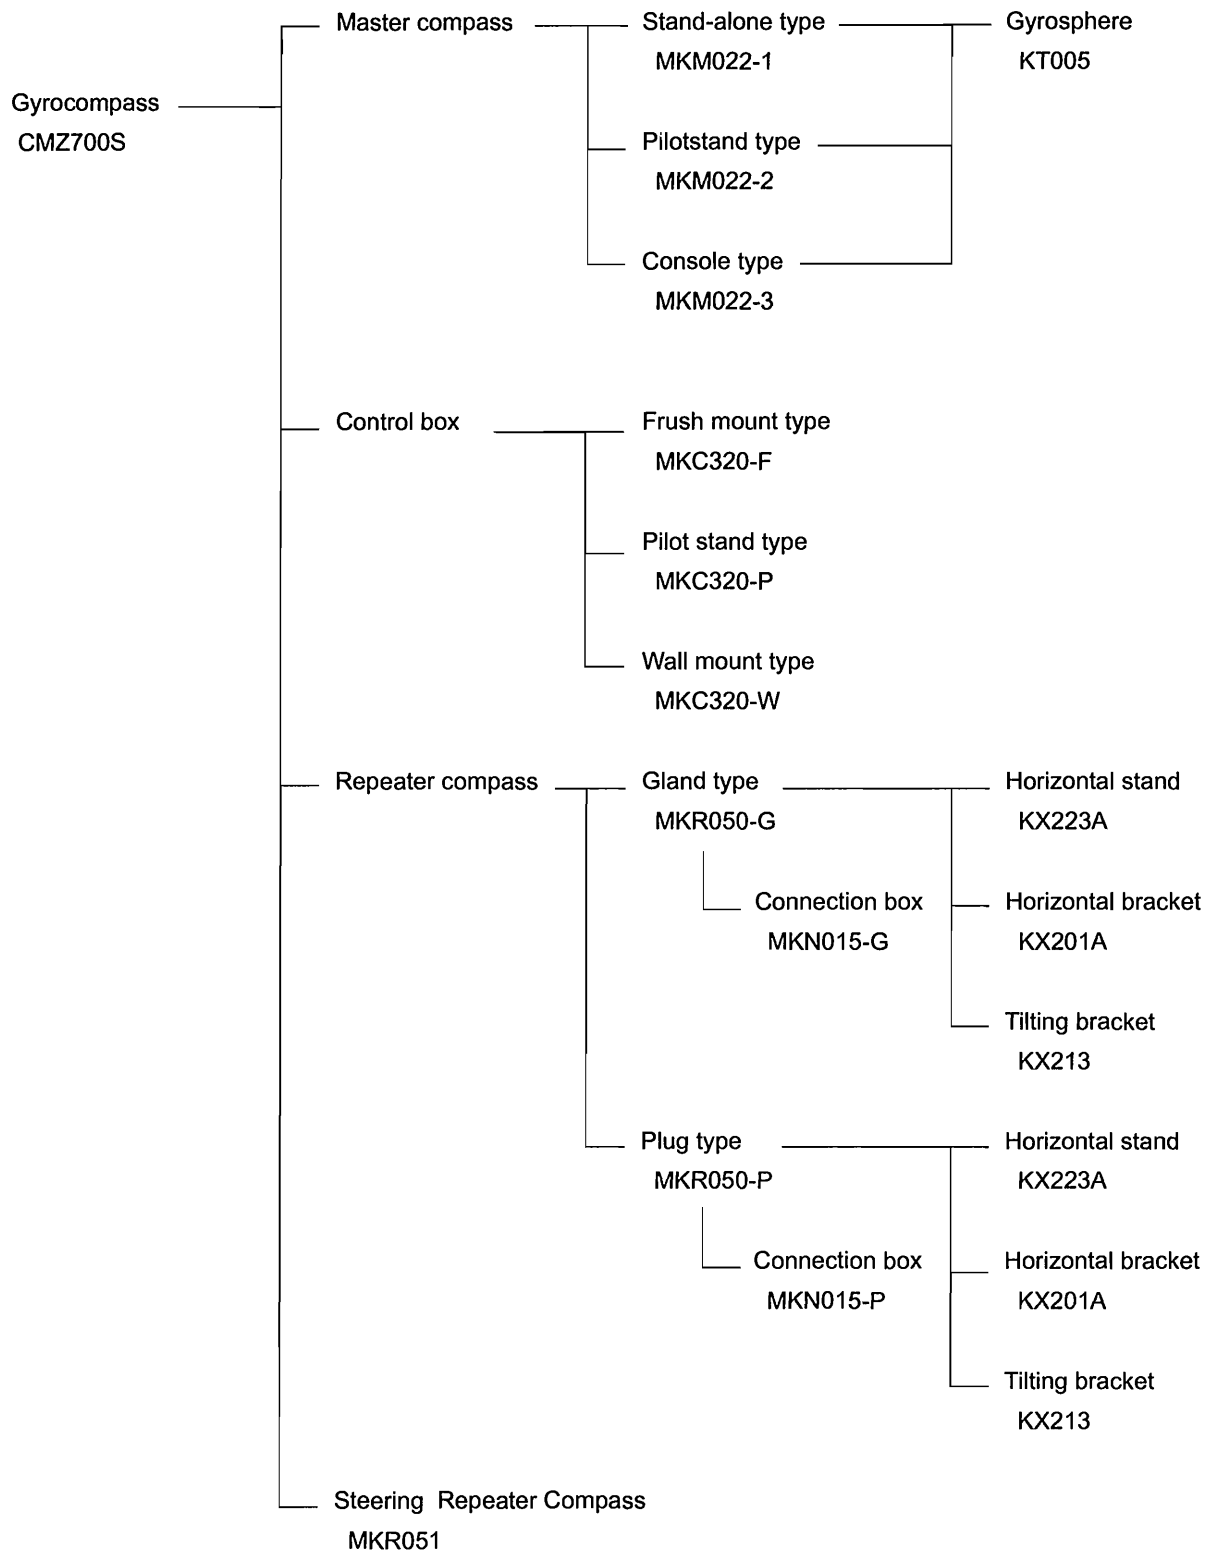 Master compass
Stand-alone type
Gyrosphere
MKM022-1
KT005
Gyrocompass
CMZ700S
Pilotstand type
MKM022-2
Console type
MKM022-3
Control box
Frush mount type
MKC320-F
Pilot stand type
MKC320-P
Wall mount type
MKC320-W
Repeater compass
Gland type
Horizontal stand
MKR050-G
KX223A
Connection box
Horizontal bracket
MKN015-G
KX201A
Tilting bracket
KX213
Plug type
Horizontal stand
MKR050-P
KX223A
Connection box
Horizontal bracket
MKN015-P
KX201A
Tilting bracket
KX213
Steering Repeater Compass
MKR051